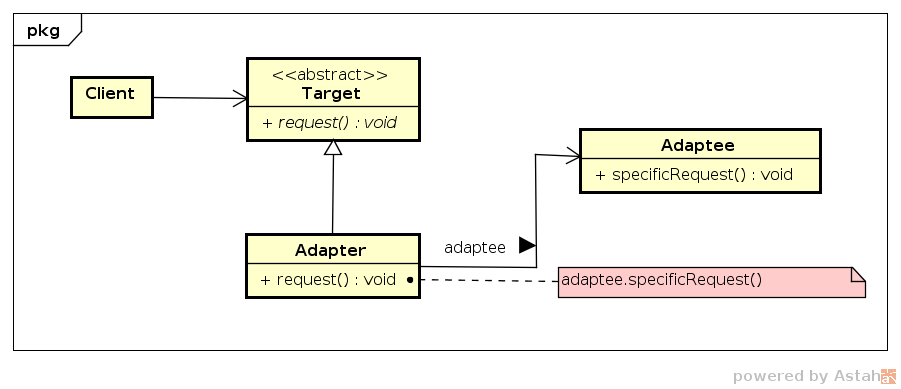 pkg
Client
<<abstract>>
Target
+ request() : void
Adaptee
+ specificRequest() : void
Adapter
+ request() : void
adaptee
adaptee.specificRequest()
powered by Astah